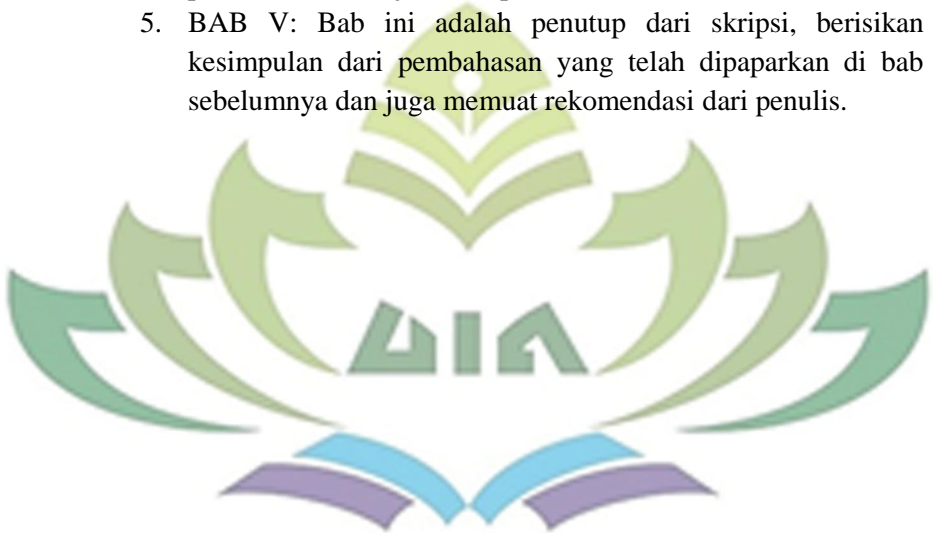 5. BAB V: Bab ini adalah penutup dari skripsi, berisikan
kesimpulan dari pembahasan yang telah dipaparkan di bab
sebelumnya dan juga memuat rekomendasi dari penulis.
UIN